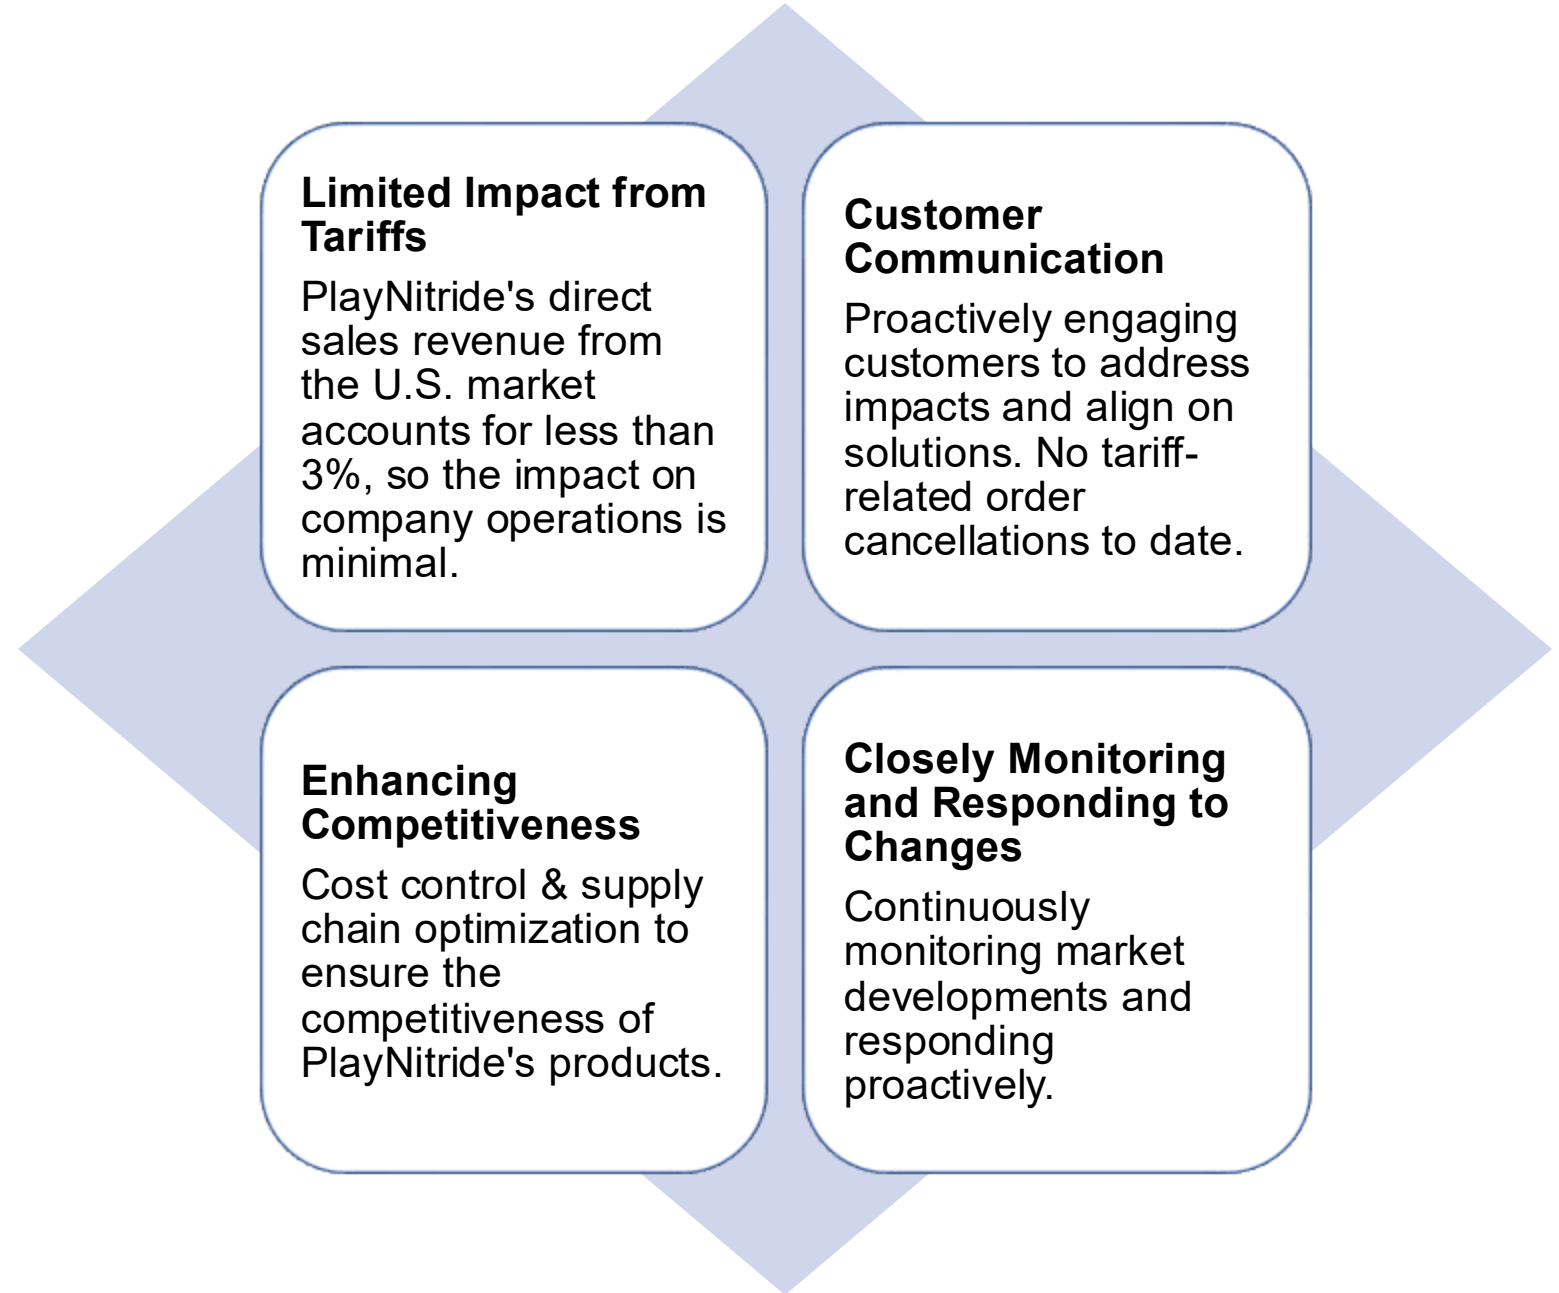 Limited Impact from
Tariffs
PlayNitride's direct
sales revenue from
the U.S. market
accounts for less than
3%, so the impact on
company operations is
minimal.
Customer
Communication
Proactively engaging
customers to address
impacts and align on
solutions. No tariff-
related order
cancellations to date.
Enhancing
Competitiveness
Cost control & supply
chain optimization to
ensure the
competitiveness of
PlayNitride's products.
Closely Monitoring
and Responding to
Changes
Continuously
monitoring market
developments and
responding
proactively.